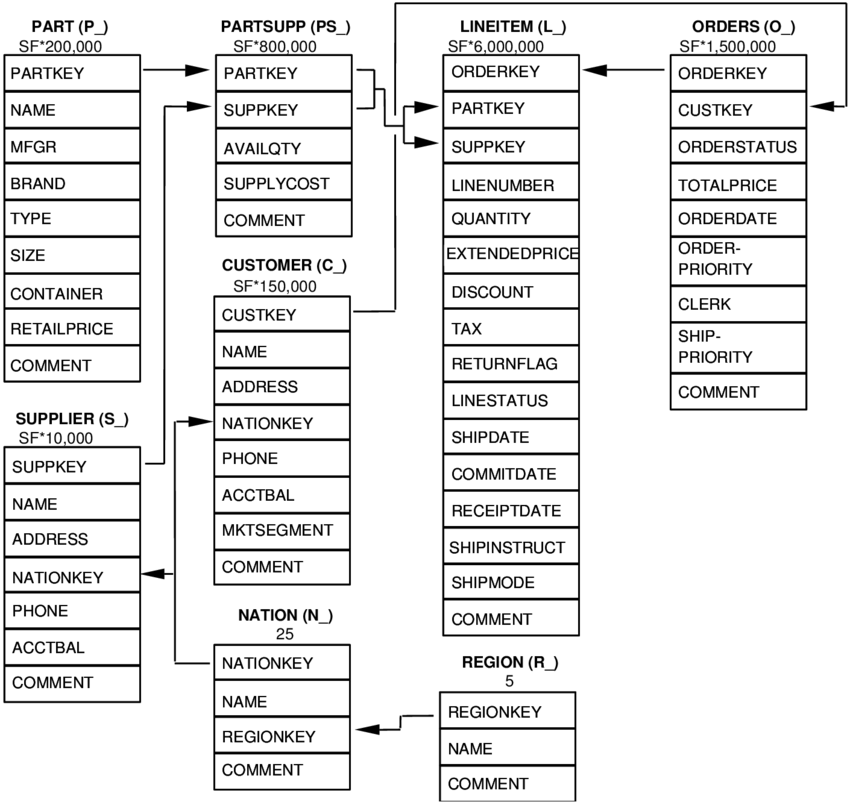 PART (P_)
SF*200,000
PARTKEY
NAME
MFGR
BRAND
TYPE
SIZE
CONTAINER
RETAILPRICE
COMMENT
SUPPLIER (S_)
SF*10,000
SUPPKEY
NAME
ADDRESS
NATIONKEY
PHONE
ACCTBAL
COMMENT
PARTSUPP (PS_)
SF*800,000
PARTKEY
SUPPKEY
AVAILQTY
SUPPLYCOST
COMMENT
CUSTOMER (C_)
SF*150,000
CUSTKEY
NAME
ADDRESS
NATIONKEY
PHONE
ACCTBAL
MKTSEGMENT
COMMENT
NATION (N_)
25
NATIONKEY
NAME
REGIONKEY
COMMENT
LINEITEM (L_)
SF*6,000,000
ORDERKEY
PARTKEY
SUPPKEY
LINENUMBER
QUANTITY
EXTENDEDPRICE
DISCOUNT
TAX
RETURNFLAG
LINESTATUS
SHIPDATE
COMMITDATE
RECEIPTDATE
SHIPINSTRUCT
SHIPMODE
COMMENT
REGION (R_)
5
REGIONKEY
NAME
COMMENT
ORDERS (O_)
SF*1,500,000
ORDERKEY
CUSTKEY
ORDERSTATUS
TOTALPRICE
ORDERDATE
ORDER-
PRIORITY
CLERK
SHIP-
PRIORITY
COMMENT